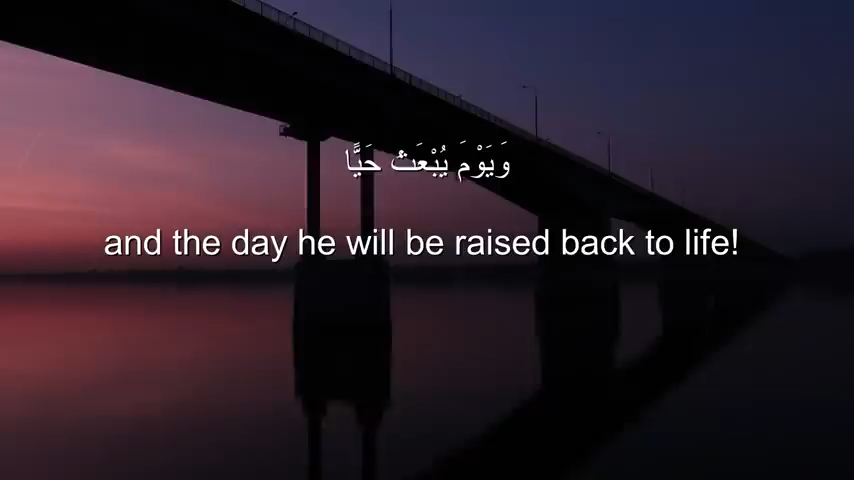 وَيَوْمَ يُبْعَثُ حَيًّا
and the day he will be raised back to life!